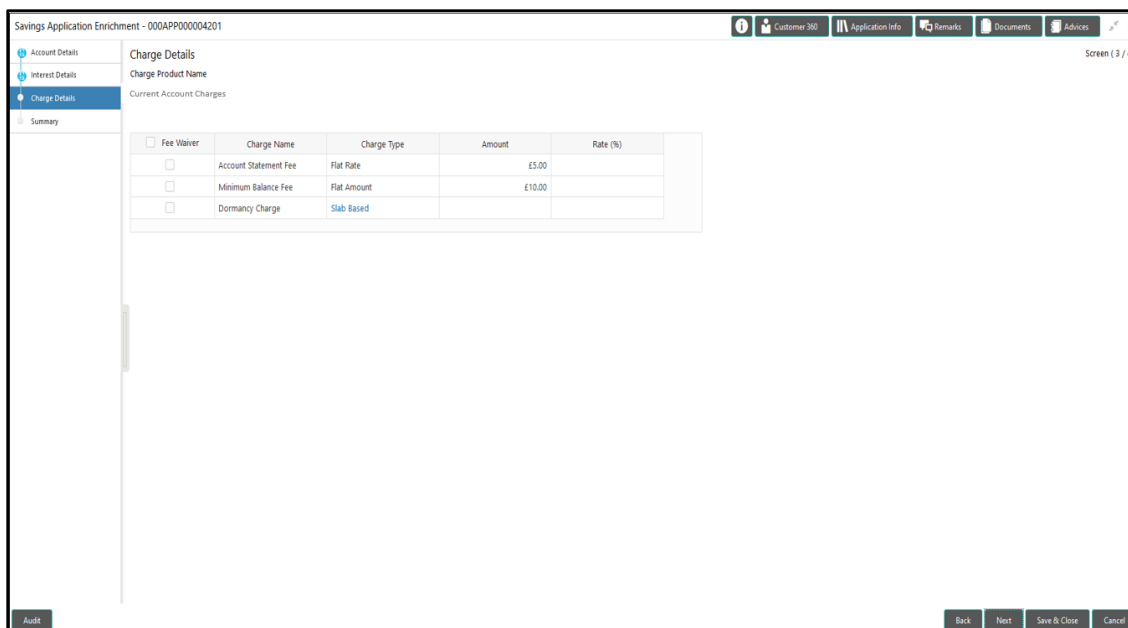 Savings Application Enrichment - 000APP000004201
Customer 360 Application Info Remarks Documents Advices
Account Details
Interest Details
Charge Details
Summary
Charge Details
Screen ( 3 /
Charge Product Name
Current Account Charges
Fee Waiver Charge Name Charge Type Amount Rate (%)
Account Statement Fee Flat Rate £5.00
Minimum Balance Fee Flat Amount £10.00
Dormancy Charge Slab Based
Audit Back Next Save & Close Cancel